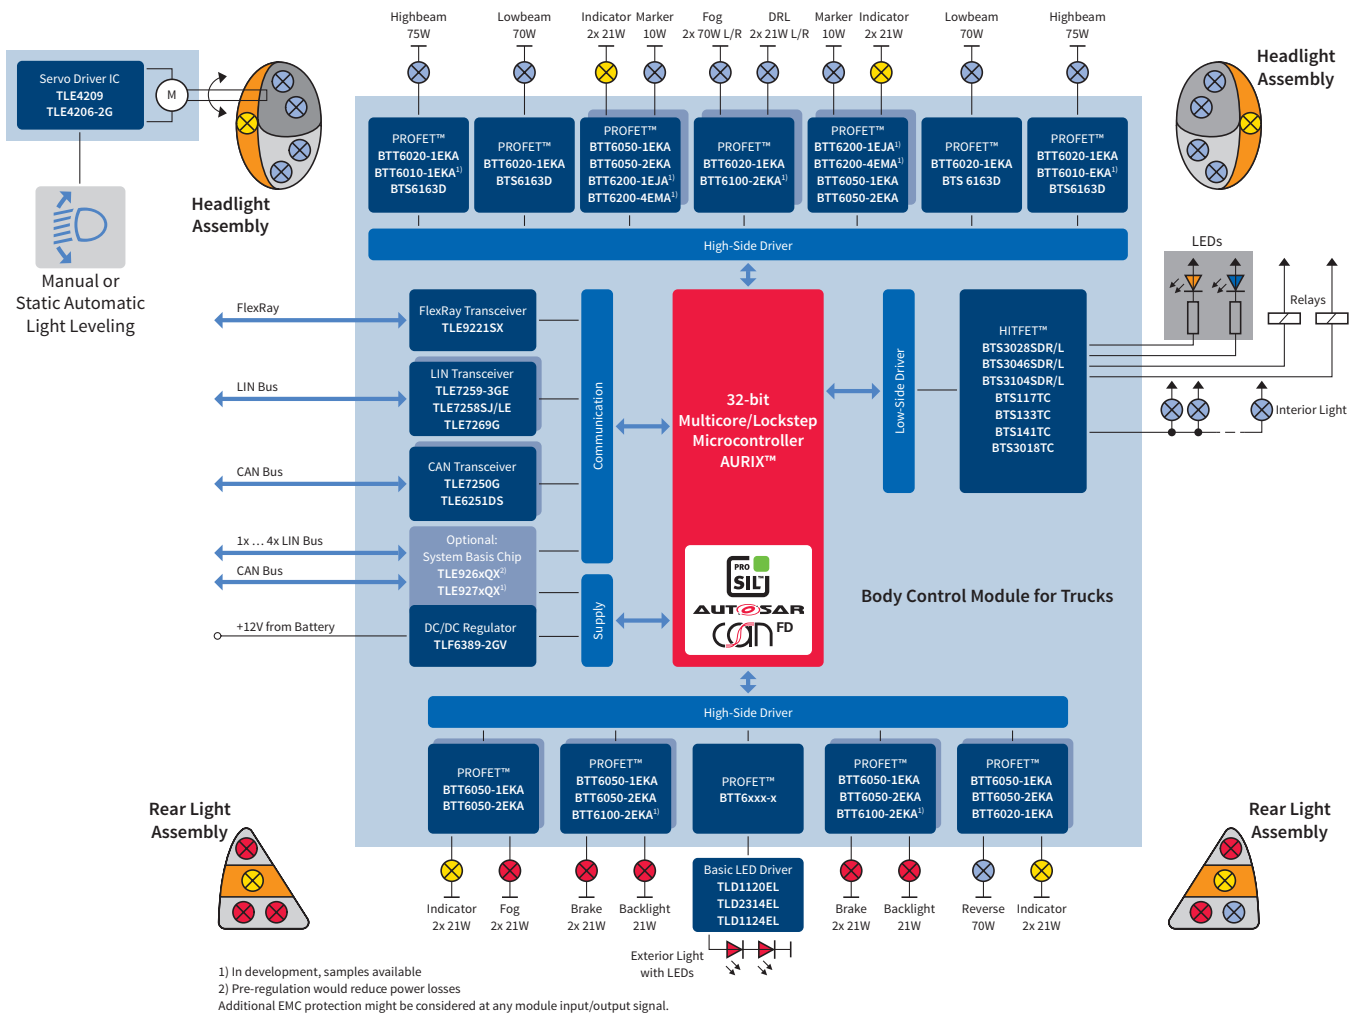 Highbeam
75W
Lowbeam
70W
Indicator
2x 21W
Marker
10W
Fog
2x 70W L/R
DRL
2x 21W L/R
Marker
10W
Indicator
2x 21W
Lowbeam
70W
Highbeam
75W
Servo Driver IC
TLE4209
TLE4206-2G
M
Headlight
Assembly
Headlight
Assembly
Manual or
Static Automatic
Light Leveling
PROFET™
BTT6020-1EKA
BTT6010-1EKA1)
BTS6163D
PROFET™
BTT6020-1EKA
BTS6163D
PROFET™
BTT6050-1EKA
BTT6050-2EKA
BTT6200-1EJA1)
BTT6200-4EMA1)
PROFET™
BTT6020-1EKA
BTT6100-2EKA1)
PROFET™
BTT6200-1EJA1)
BTT6200-4EMA1)
BTT6050-1EKA
BTT6050-2EKA
PROFET™
BTT6020-1EKA
BTS 6163D
PROFET™
BTT6020-1EKA
BTT6010-EKA1)
BTS6163D
High-Side Driver
FlexRay
FlexRay Transceiver
TLE9221SX
LIN Bus
LIN Transceiver
TLE7259-3GE
TLE7258SJ/LE
TLE7269G
CAN Bus
CAN Transceiver
TLE7250G
TLE6251DS
1x … 4x LIN Bus
CAN Bus
Optional:
System Basis Chip
TLE926xQX2)
TLE927xQX1)
+12V from Battery
DC/DC Regulator
TLF6389-2GV
Communication
Supply
32-bit
Multicore/Lockstep
Microcontroller
AURIX™
PRO
SIL™
AUTOSAR
CAN FD
Low-Side Driver
HITFET™
BTS3028SDR/L
BTS3046SDR/L
BTS3104SDR/L
BTS117TC
BTS133TC
BTS141TC
BTS3018TC
LEDs
Relays
Interior Light
Body Control Module for Trucks
High-Side Driver
PROFET™
BTT6050-1EKA
BTT6050-2EKA
PROFET™
BTT6050-1EKA
BTT6050-2EKA
BTT6100-2EKA1)
PROFET™
BTT6xxx-x
PROFET™
BTT6050-1EKA
BTT6050-2EKA
BTT6100-2EKA1)
PROFET™
BTT6050-1EKA
BTT6050-2EKA
BTT6020-1EKA
Rear Light
Assembly
Rear Light
Assembly
Indicator
2x 21W
Fog
2x 21W
Brake
2x 21W
Backlight
21W
Basic LED Driver
TLD1120EL
TLD2314EL
TLD1124EL
Exterior Light
with LEDs
Brake
2x 21W
Backlight
21W
Reverse
70W
Indicator
2x 21W
1) In development, samples available
2) Pre-regulation would reduce power losses
Additional EMC protection might be considered at any module input/output signal.